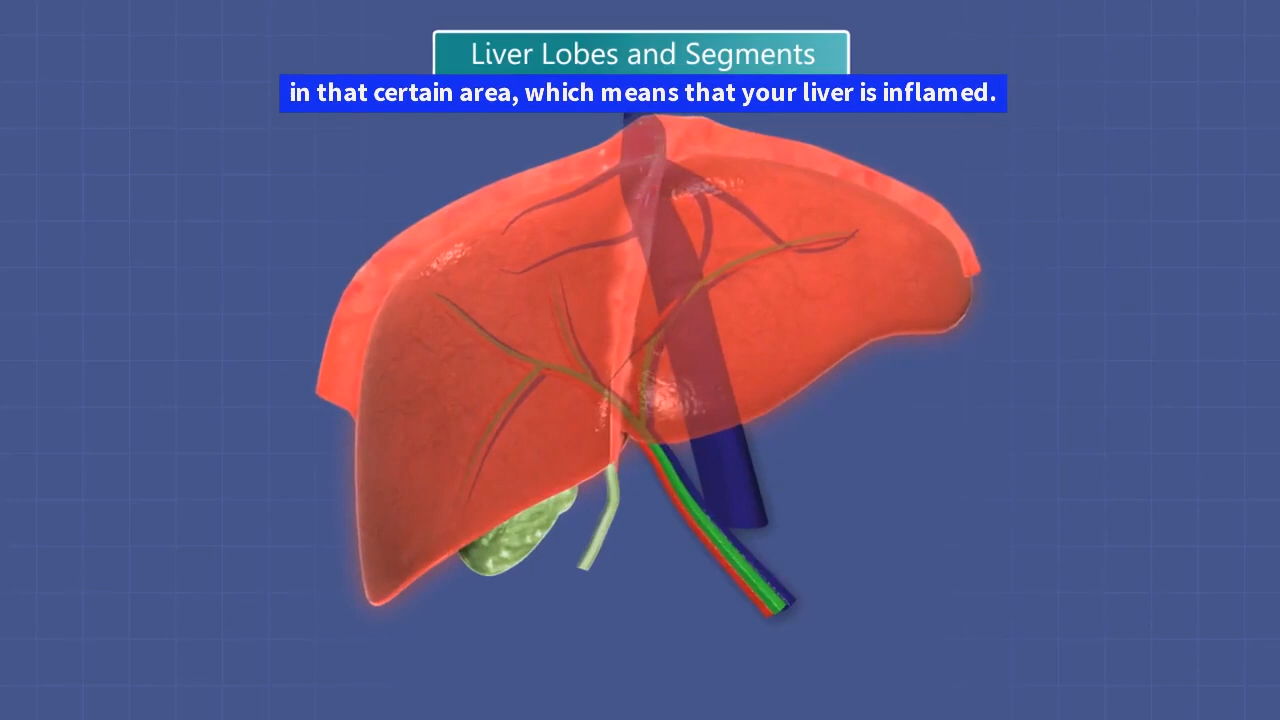 Liver Lobes and Segments
in that certain area, which means that your liver is inflamed.